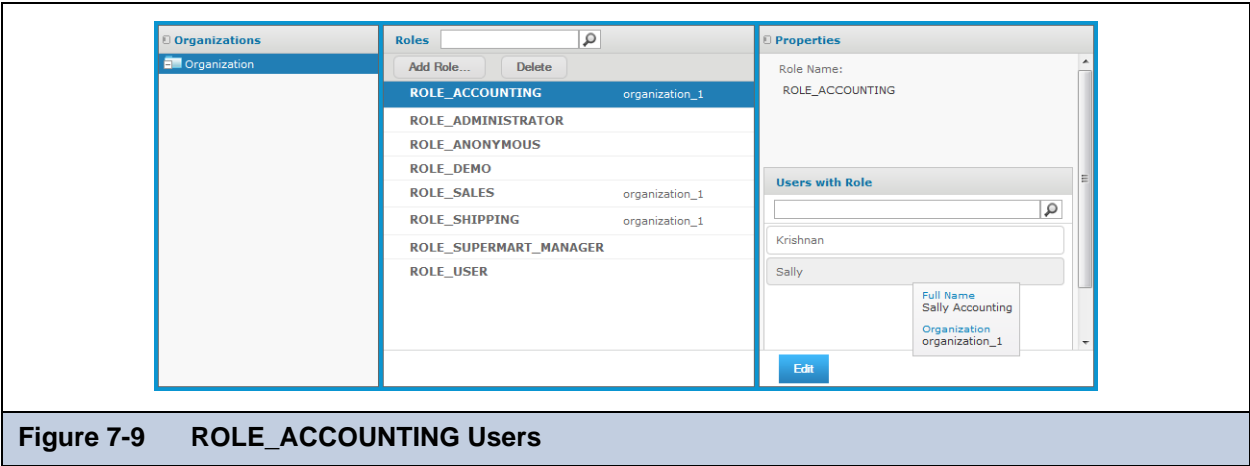 Organizations
Organization
Roles
Add Role... Delete
ROLE_ACCOUNTING organization_1
ROLE_ADMINISTRATOR
ROLE_ANONYMOUS
ROLE_DEMO
ROLE_SALES organization_1
ROLE_SHIPPING organization_1
ROLE_SUPERMART_MANAGER
ROLE_USER
Properties
Role Name:
ROLE_ACCOUNTING
Users with Role
Krishnan
Sally
Full Name
Sally Accounting
Organization
organization_1
Edit
Figure 7-9 ROLE_ACCOUNTING Users